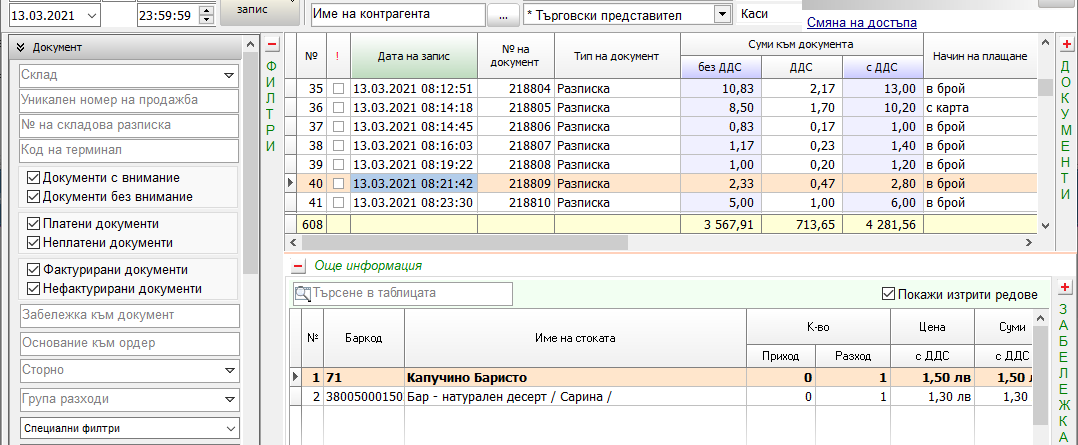 13.03.2021 23:59:59 запис Име на контрагента ... * Търговски представител Каси Смяна на достъпа
Документ
Склад
Уникален номер на продажба
№ на складова разписка
Код на терминал
Документи с внимание
Документи без внимание
Платени документи
Неплатени документи
Фактурирани документи
Нефактурирани документи
Забележка към документ
Основание към ордер
Сторно
Група разходи
Специални филтри
ФИЛТРИ
№ ! Дата на запис № на документ Тип на документ Суми към документа Начин на плащане
без ДДС ДДС с ДДС
35 13.03.2021 08:12:51 218804 Разписка 10,83 2,17 13,00 в брой
36 13.03.2021 08:14:18 218805 Разписка 8,50 1,70 10,20 с карта
37 13.03.2021 08:14:45 218806 Разписка 0,83 0,17 1,00 в брой
38 13.03.2021 08:16:03 218807 Разписка 1,17 0,23 1,40 в брой
39 13.03.2021 08:19:22 218808 Разписка 1,00 0,20 1,20 в брой
40 13.03.2021 08:21:42 218809 Разписка 2,33 0,47 2,80 в брой
41 13.03.2021 08:23:30 218810 Разписка 5,00 1,00 6,00 в брой
608 3 567,91 713,65 4 281,56
ДОКУМЕНТИ
Още информация
Търсене в таблицата Покажи изтрити редове
№ Баркод Име на стоката К-во Цена Суми
Приход Разход с ДДС с ДДС
1 71 Капучино Баристо 0 1 1,50 лв 1,50 л
2 38005000150 Бар - натурален десерт / Сарина / 0 1 1,30 лв 1,30
ЗАБЕЛЕЖКА